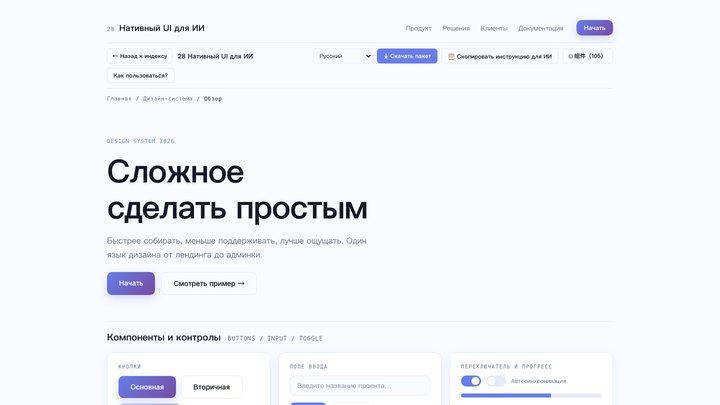 28 Нативный UI для ИИ
Продукт Решения Клиенты Документация Начать
← Назад к индексу 28 Нативный UI для ИИ Русский Скачать пакет Скопировать инструкцию для ИИ 组件 (105)
Как пользоваться?
Главная / Дизайн-система / Обзор
DESIGN SYSTEM 2026
Сложное
сделать простым
Быстрее собирать, меньше поддерживать, лучше ощущать. Один
язык дизайна от лендинга до админки.
Начать Смотреть пример →
Компоненты и контролы BUTTONS / INPUT / TOGGLE
КНОПКИ ПОЛЕ ВВОДА ПЕРЕКЛЮЧАТЕЛЬ И ПРОГРЕСС
Основная Вторичная Введите название проекта… Автосинхронизация